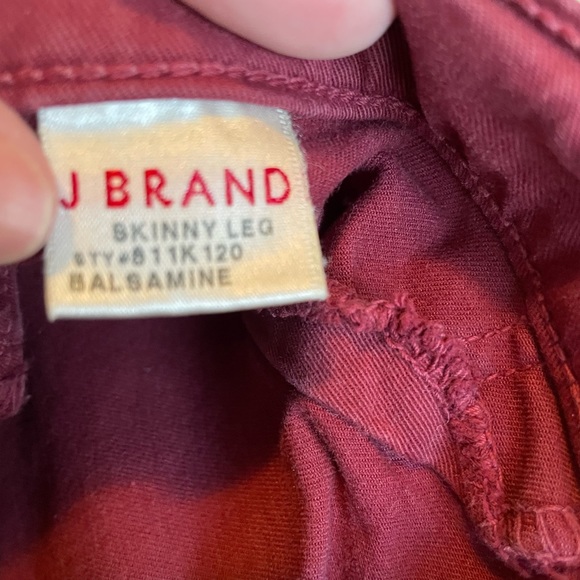 J BRAND
SKINNY LEG
STY#811K120
BALSAMINE